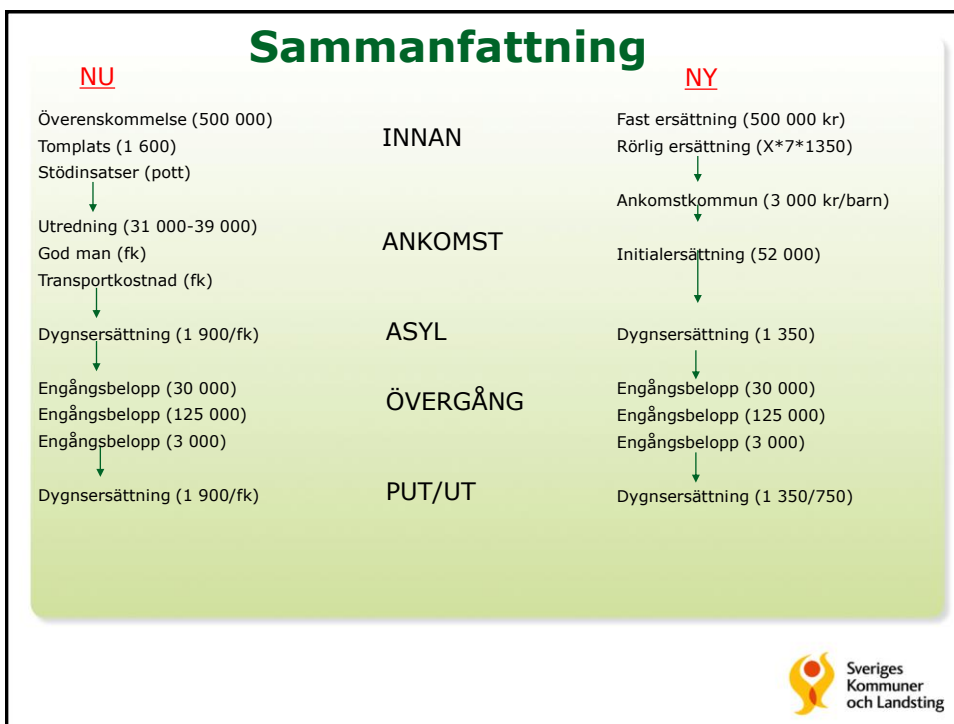 Sammanfattning
NU
Överenskommelse (500 000)
Tomplats (1 600)
Stödinsatser (pott)
Utredning (31 000-39 000)
God man (fk)
Transportkostnad (fk)
Dygnsersättning (1 900/fk)
Engångsbelopp (30 000)
Engångsbelopp (125 000)
Engångsbelopp (3 000)
Dygnsersättning (1 900/fk)
INNAN
ANKOMST
ASYL
ÖVERGÅNG
PUT/UT
NY
Fast ersättning (500 000 kr)
Rörlig ersättning (X*7*1350)
Ankomstkommun (3 000 kr/barn)
Initialersättning (52 000)
Dygnsersättning (1 350)
Engångsbelopp (30 000)
Engångsbelopp (125 000)
Engångsbelopp (3 000)
Dygnsersättning (1 350/750)
Sveriges
Kommuner
och Landsting